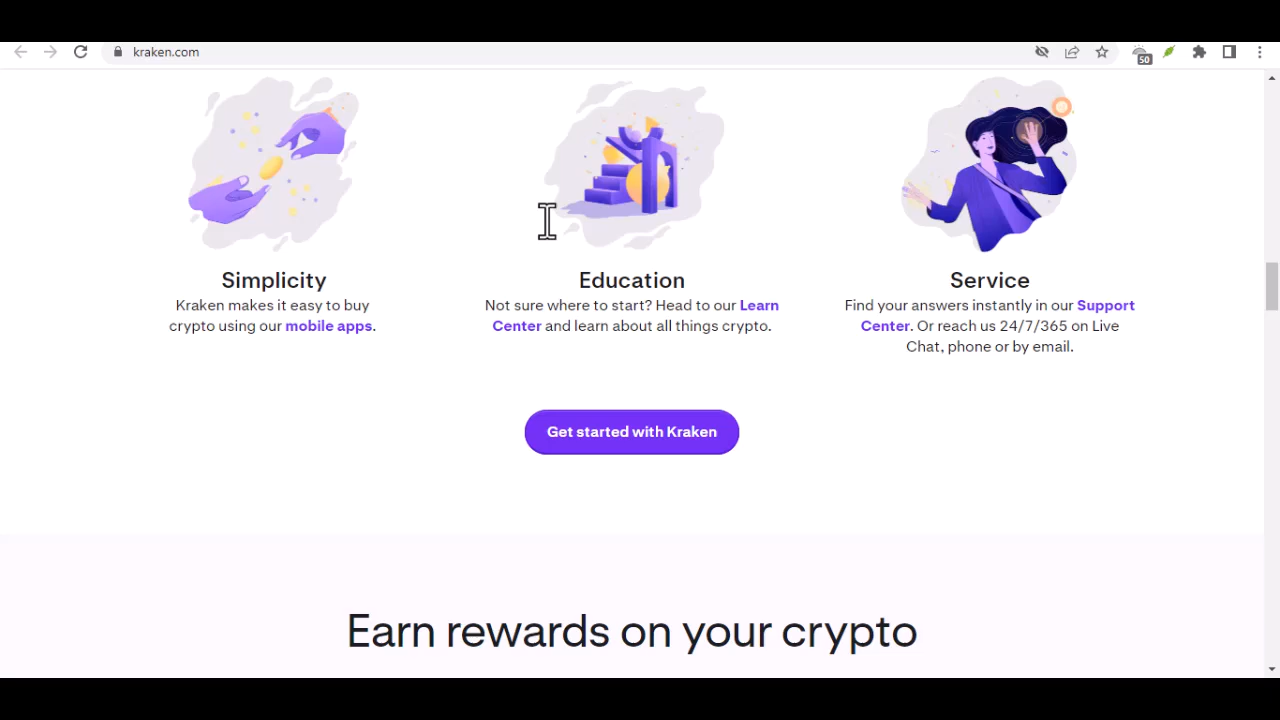 kraken.com
50
Simplicity
Kraken makes it easy to buy
crypto using our mobile apps.
Education
Not sure where to start? Head to our Learn
Center and learn about all things crypto.
Service
Find your answers instantly in our Support
Center. Or reach us 24/7/365 on Live
Chat, phone or by email.
Get started with Kraken
Earn rewards on your crypto